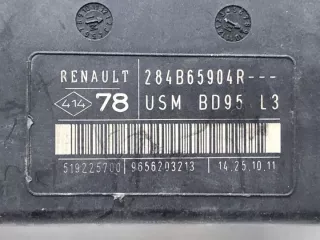 RENAULT 284B65904R---
414 78 USM BD95 L3
519225700 9656203213 14.25.10.11